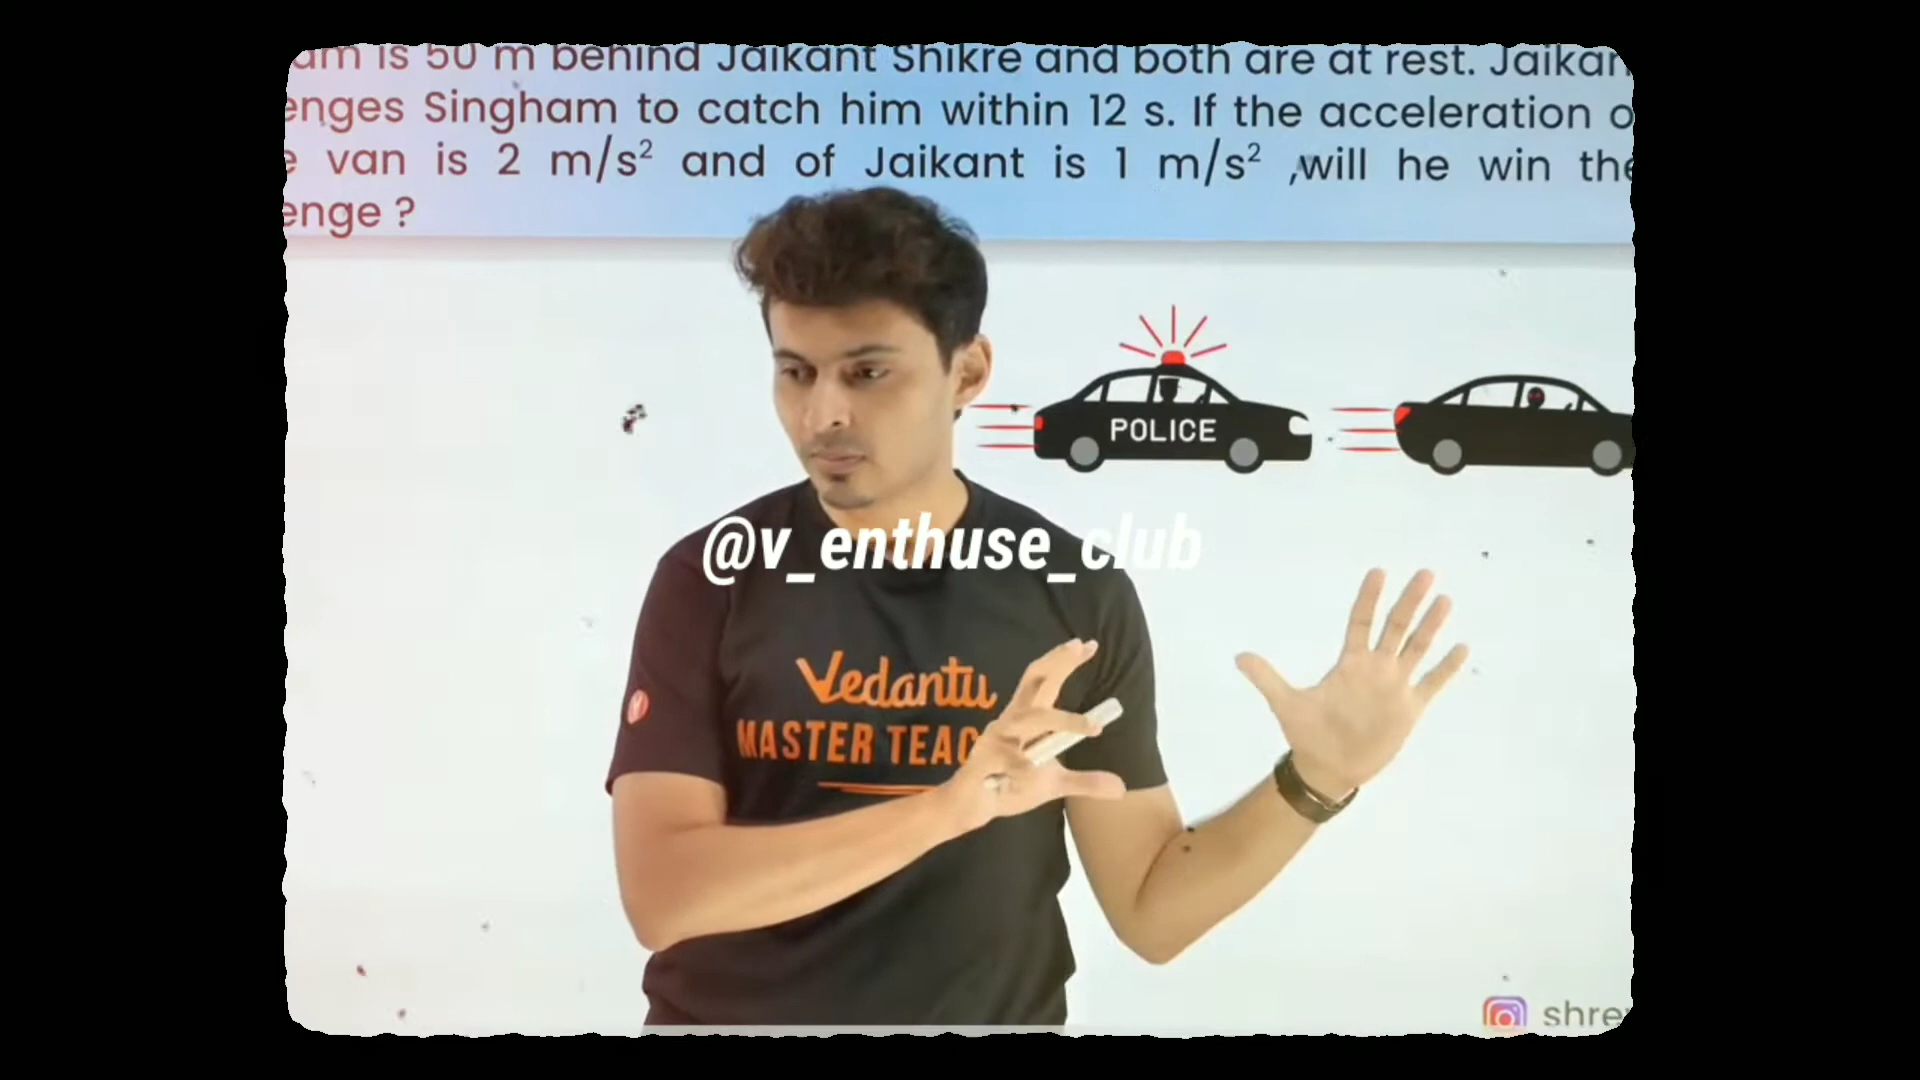 am is 50 m behind Jaikant Shikre and both are at rest. Jaikan
enges Singham to catch him within 12 s. If the acceleration o
e van is 2 m/s² and of Jaikant is 1 m/s² ,will he win the
enge ?
POLICE
@v_enthuse_club
Vedantu
MASTER TEAC
shre